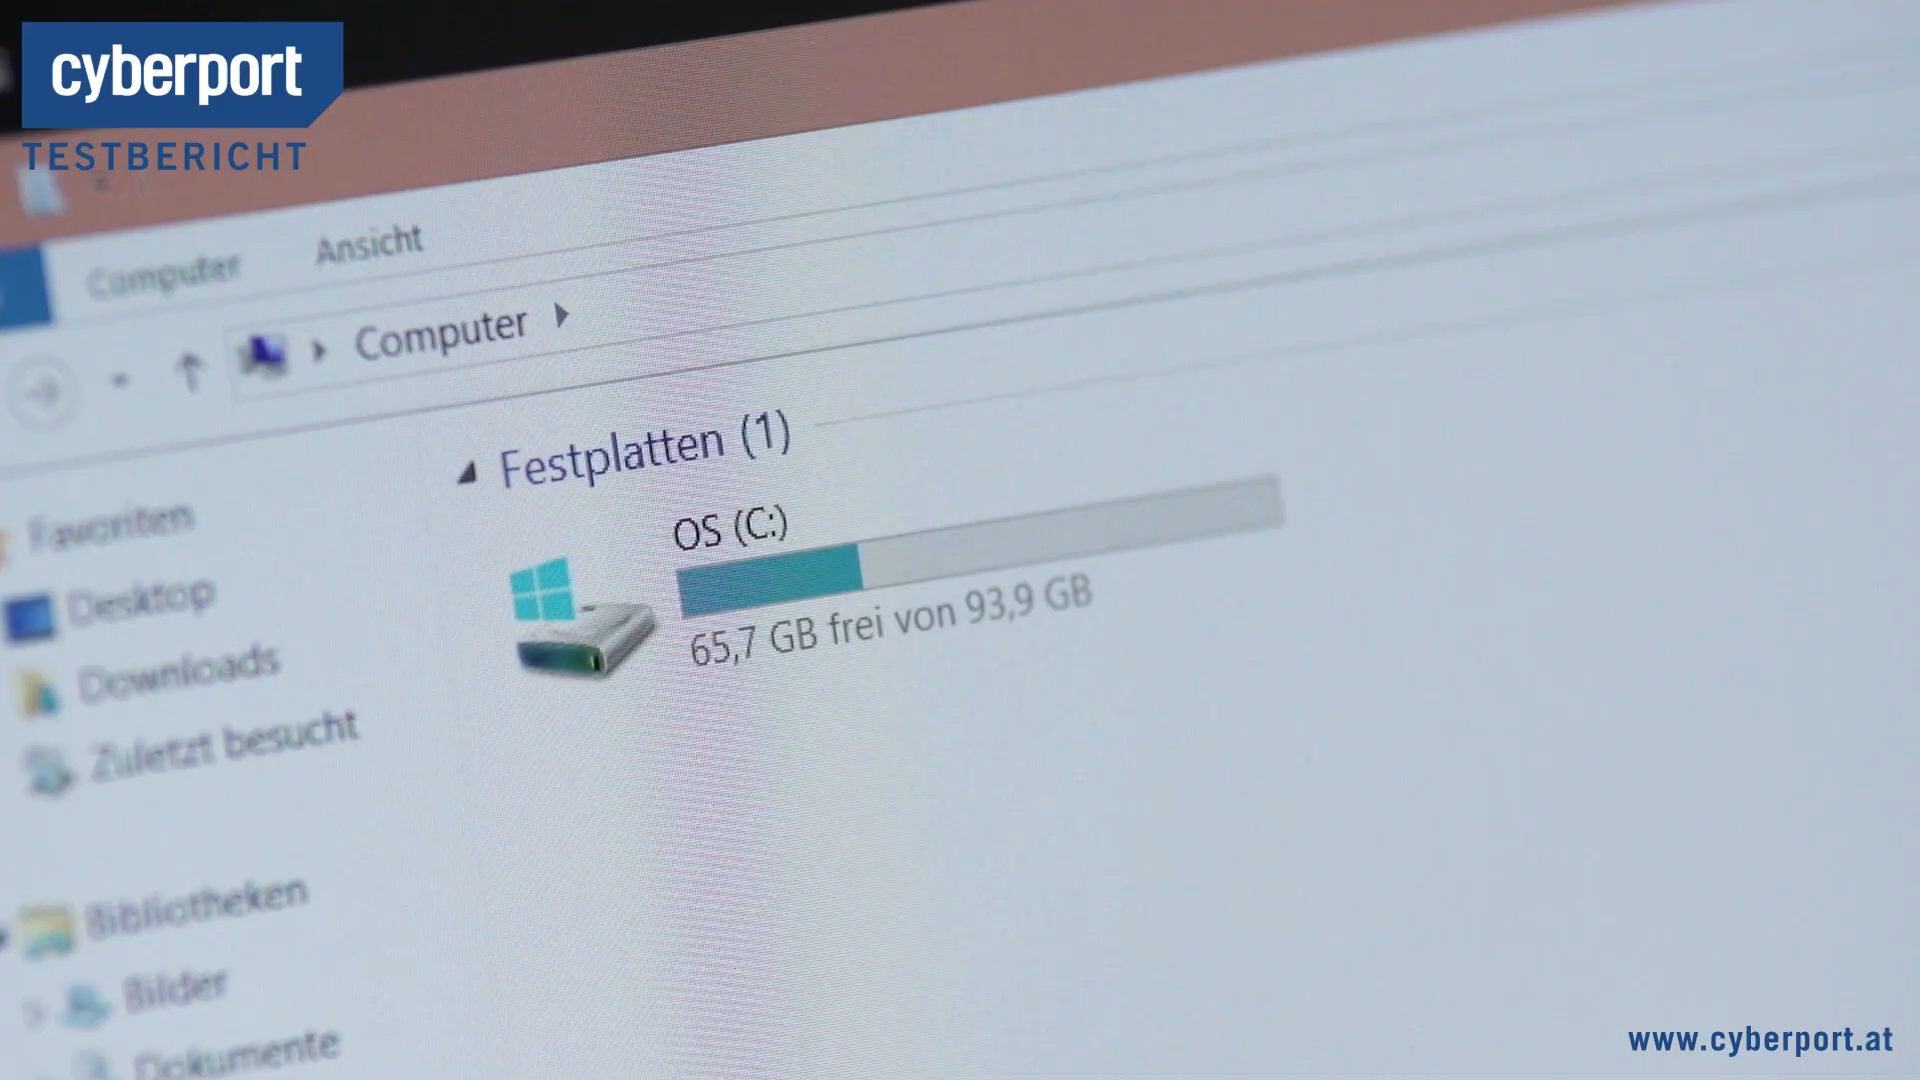 cyberport
TESTBERICHT
Computer
Ansicht
Computer
Festplatten (1)
OS (C:)
65,7 GB frei von 93,9 GB
Favoriten
Desktop
Downloads
Zuletzt besucht
Bibliotheken
Bilder
Dokumente
www.cyberport.at